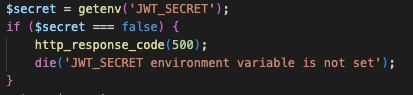 $secret = getenv('JWT_SECRET');
if ($secret === false) {
    http_response_code(500);
    die('JWT_SECRET environment variable is not set');
}